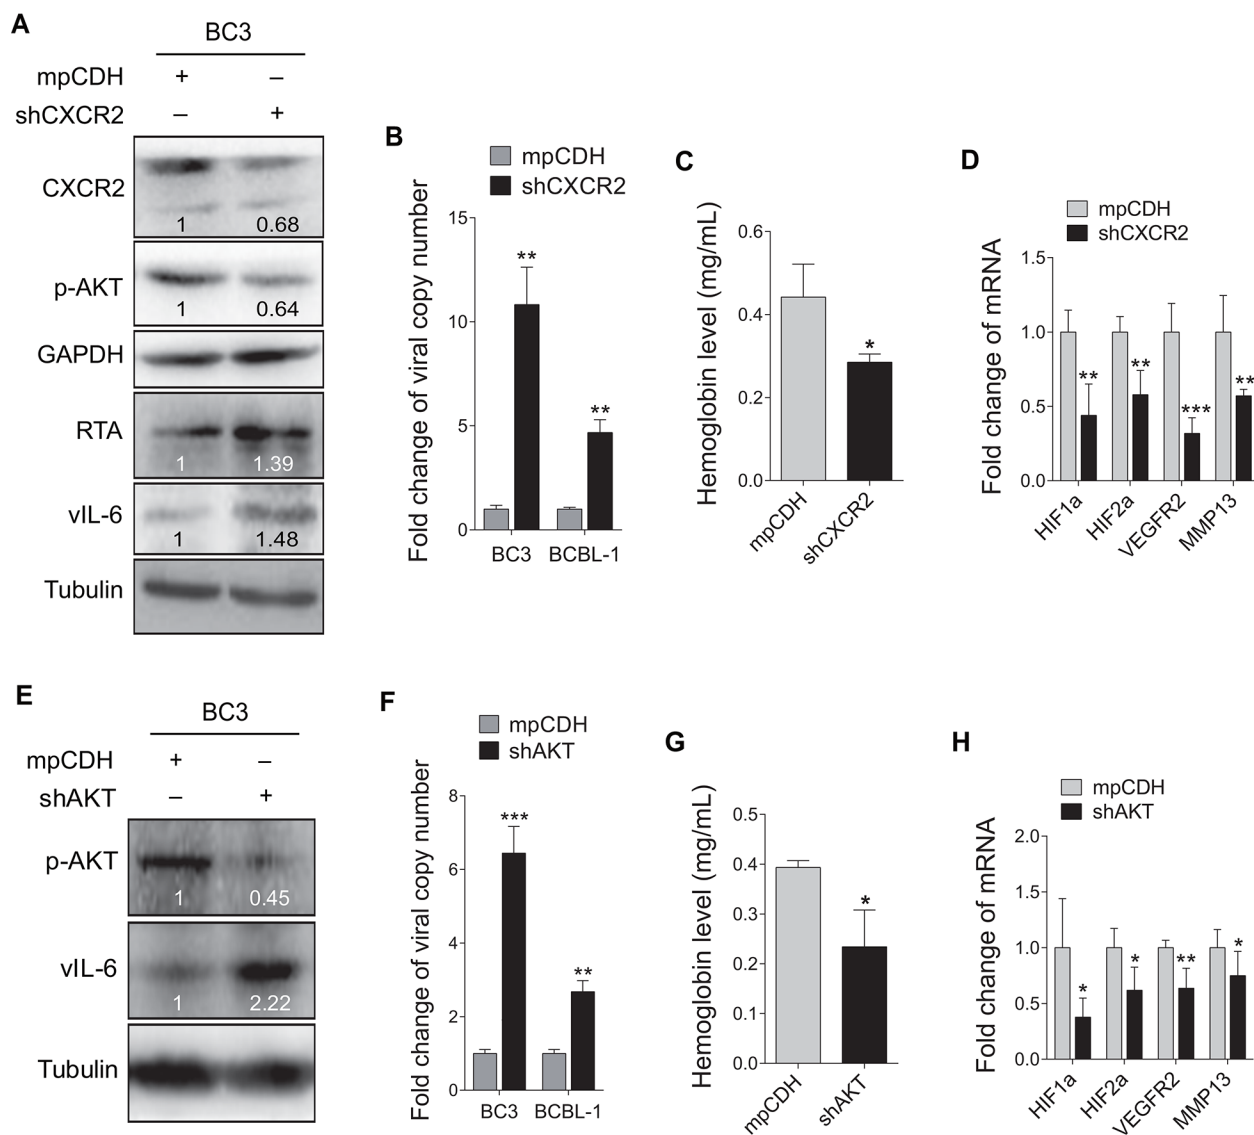 A
BC3
mpCDH + –
shCXCR2 – +
CXCR2
1 0.68
p-AKT
1 0.64
GAPDH
RTA
1 1.39
vIL-6
1 1.48
Tubulin
B
mpCDH
shCXCR2
Fold change of viral copy number
15
10
5
0
**
**
BC3 BCBL-1
C
Hemoglobin level (mg/mL)
0.6
0.4
0.2
0.0
*
mpCDH
shCXCR2
D
mpCDH
shCXCR2
Fold change of mRNA
1.5
1.0
0.5
0.0
**
**
***
**
HIF1a
HIF2a
VEGFR2
MMP13
E
BC3
mpCDH + –
shAKT – +
p-AKT
1 0.45
vIL-6
1 2.22
Tubulin
F
mpCDH
shAKT
Fold change of viral copy number
8
6
4
2
0
***
**
BC3 BCBL-1
G
Hemoglobin level (mg/mL)
0.5
0.4
0.3
0.2
0.1
0.0
*
mpCDH
shAKT
H
mpCDH
shAKT
Fold change of mRNA
2.0
1.5
1.0
0.5
0.0
*
*
**
*
HIF1a
HIF2a
VEGFR2
MMP13